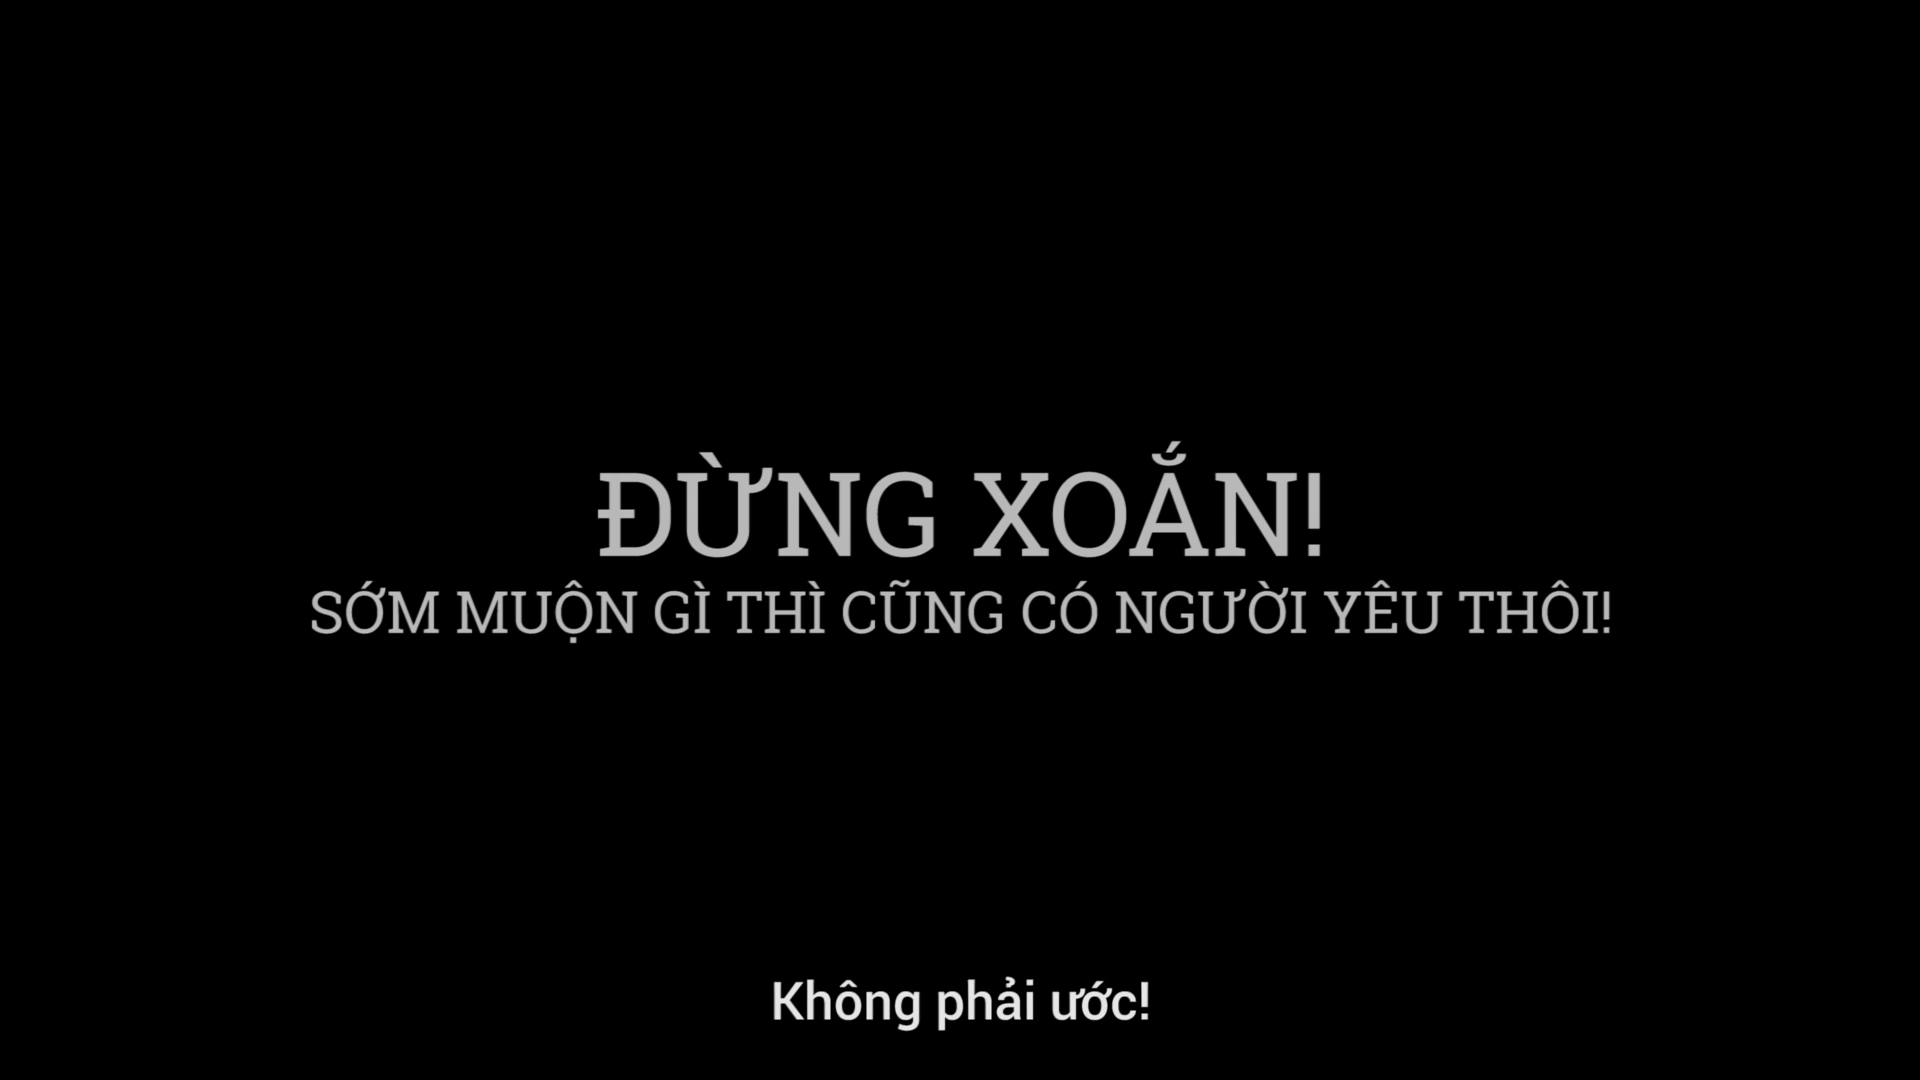 ĐỪNG XOẮN!
SỚM MUỘN GÌ THÌ CŨNG CÓ NGƯỜI YÊU THÔI!
Không phải ước!